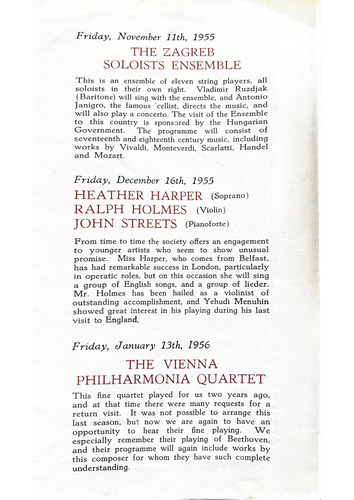 Friday, November 11th, 1955
THE ZAGREB
SOLOISTS ENSEMBLE
This is an ensemble of eleven string players, all
soloists in their own right. Vladimir Ruzdjak
(Baritone) will sing with the ensemble, and Antonio
Janigro, the famous 'cellist, directs the music, and
will also play a concerto. The visit of the Ensemble
to this country is sponsored by the Hungarian
Government. The programme will consist of
seventeenth and eighteenth century music, including
works by Vivaldi, Monteverdi, Scarlatti, Handel
and Mozart.
Friday, December 16th, 1955
HEATHER HARPER (Soprano)
RALPH HOLMES (Violin)
JOHN STREETS (Pianoforte)
From time to time the society offers an engagement
to younger artists who seem to show unusual
promise. Miss Harper, who comes from Belfast,
has had remarkable success in London, particularly
in operatic roles, but on this occasion she will sing
a group of English songs, and a group of lieder.
Mr. Holmes has been hailed as a violinist of
outstanding accomplishment, and Yehudi Menuhin
showed great interest in his playing during his last
visit to England,
Friday, January 13th, 1956
THE VIENNA
PHILHARMONIA QUARTET
This fine quartet played for us two years ago,
and at that time there were many requests for a
return visit. It was not possible to arrange this
last season, but now we are again to have an
opportunity to hear their fine playing. We
especially remember their playing of Beethoven,
and their programme will again include works by
this composer for whom they have such complete
understanding.